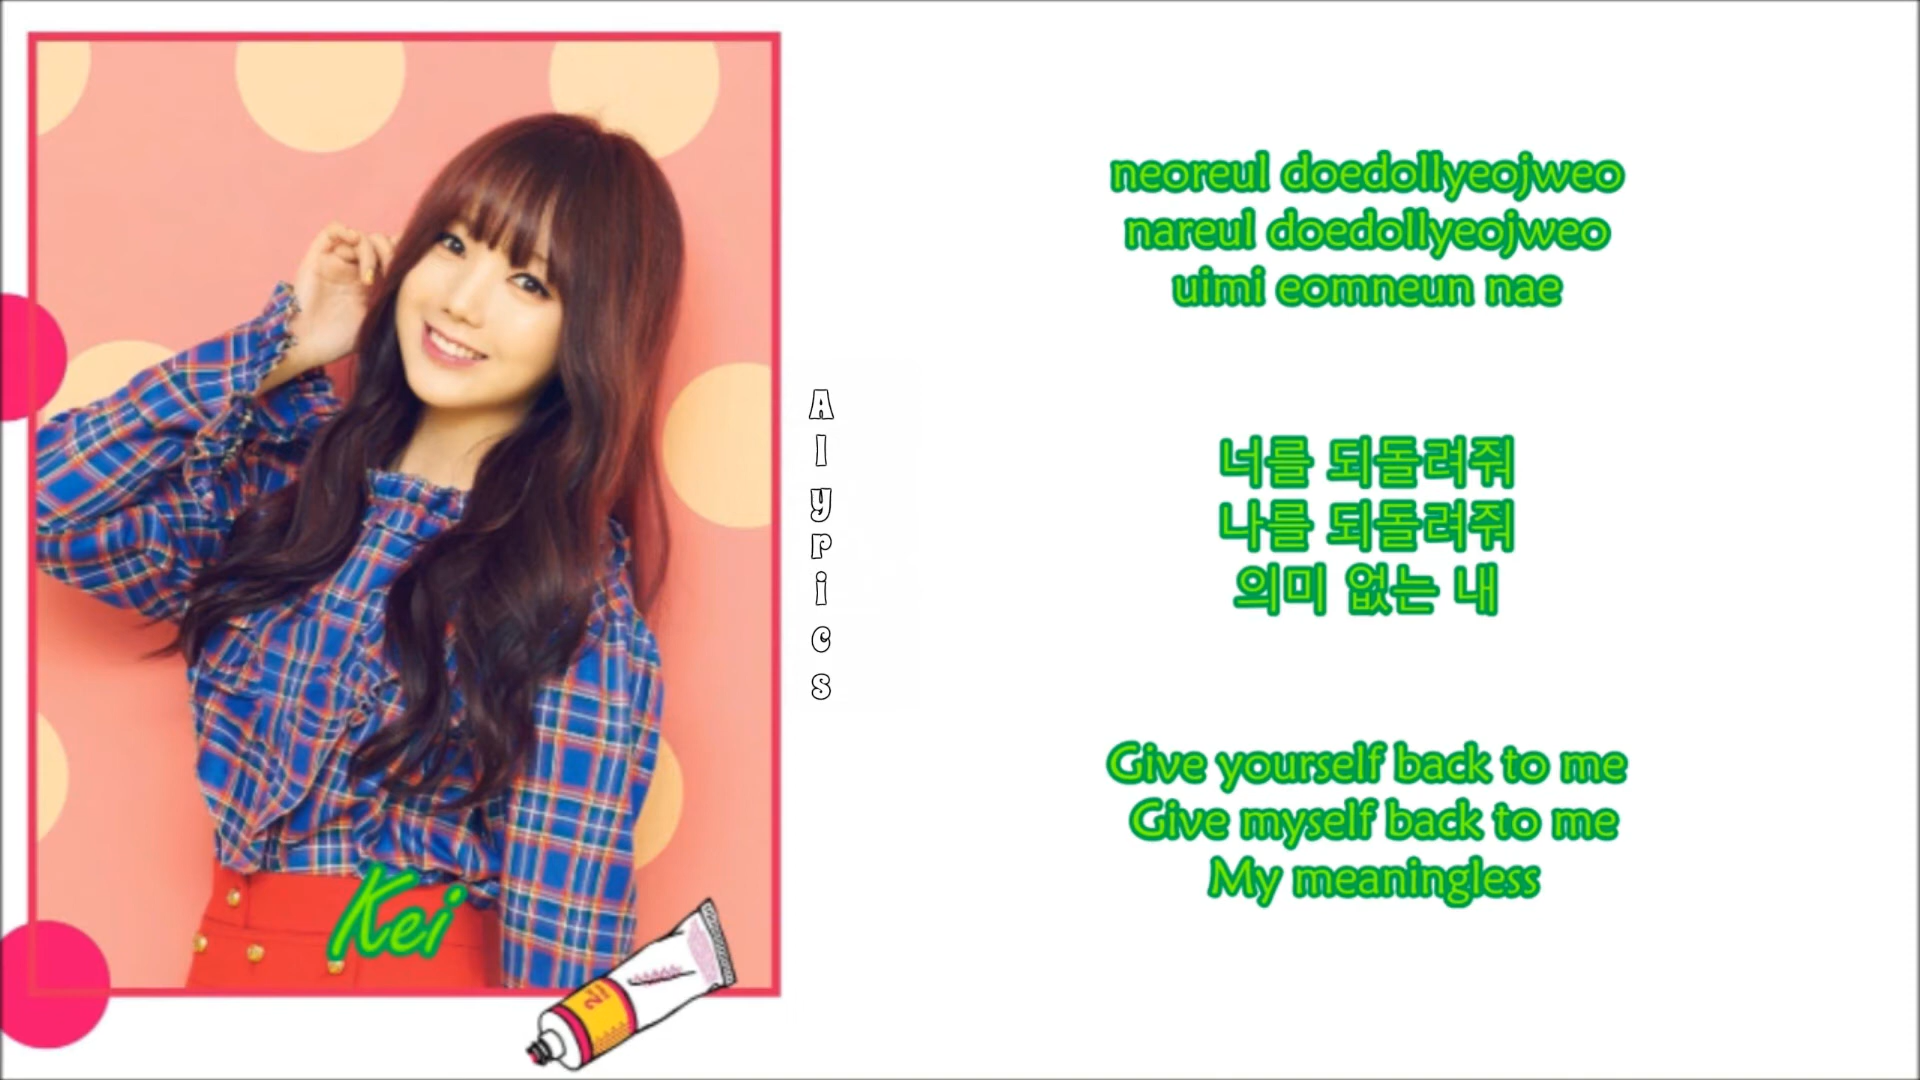 neoreul doedollyeojweo
nareul doedollyeojweo
uimi eomneun nae
너를 되돌려줘
나를 되돌려줘
의미 없는 내
Give yourself back to me
Give myself back to me
My meaningless
Alypics
Kei